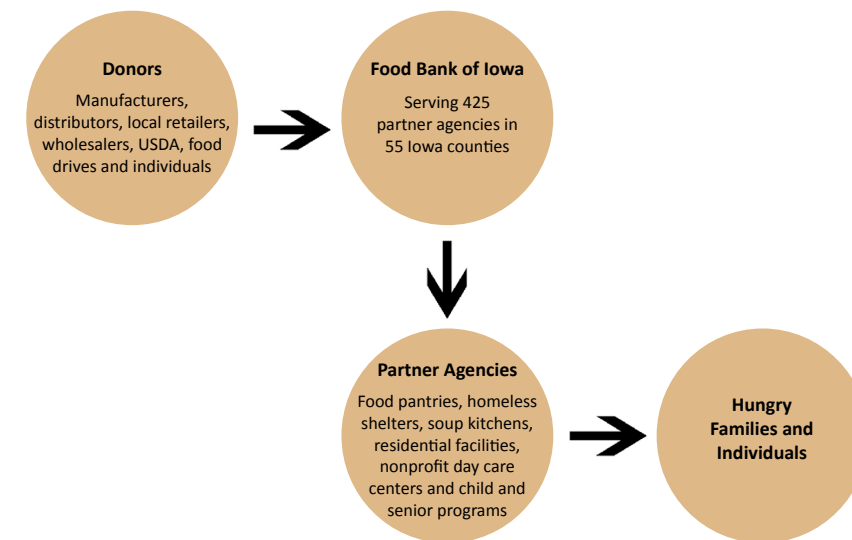 Donors
Manufacturers,
distributors, local retailers,
wholesalers, USDA, food
drives and individuals
Food Bank of Iowa
Serving 425
partner agencies in
55 Iowa counties
Partner Agencies
Food pantries, homeless
shelters, soup kitchens,
residential facilities,
nonprofit day care
centers and child and
senior programs
Hungry
Families and
Individuals